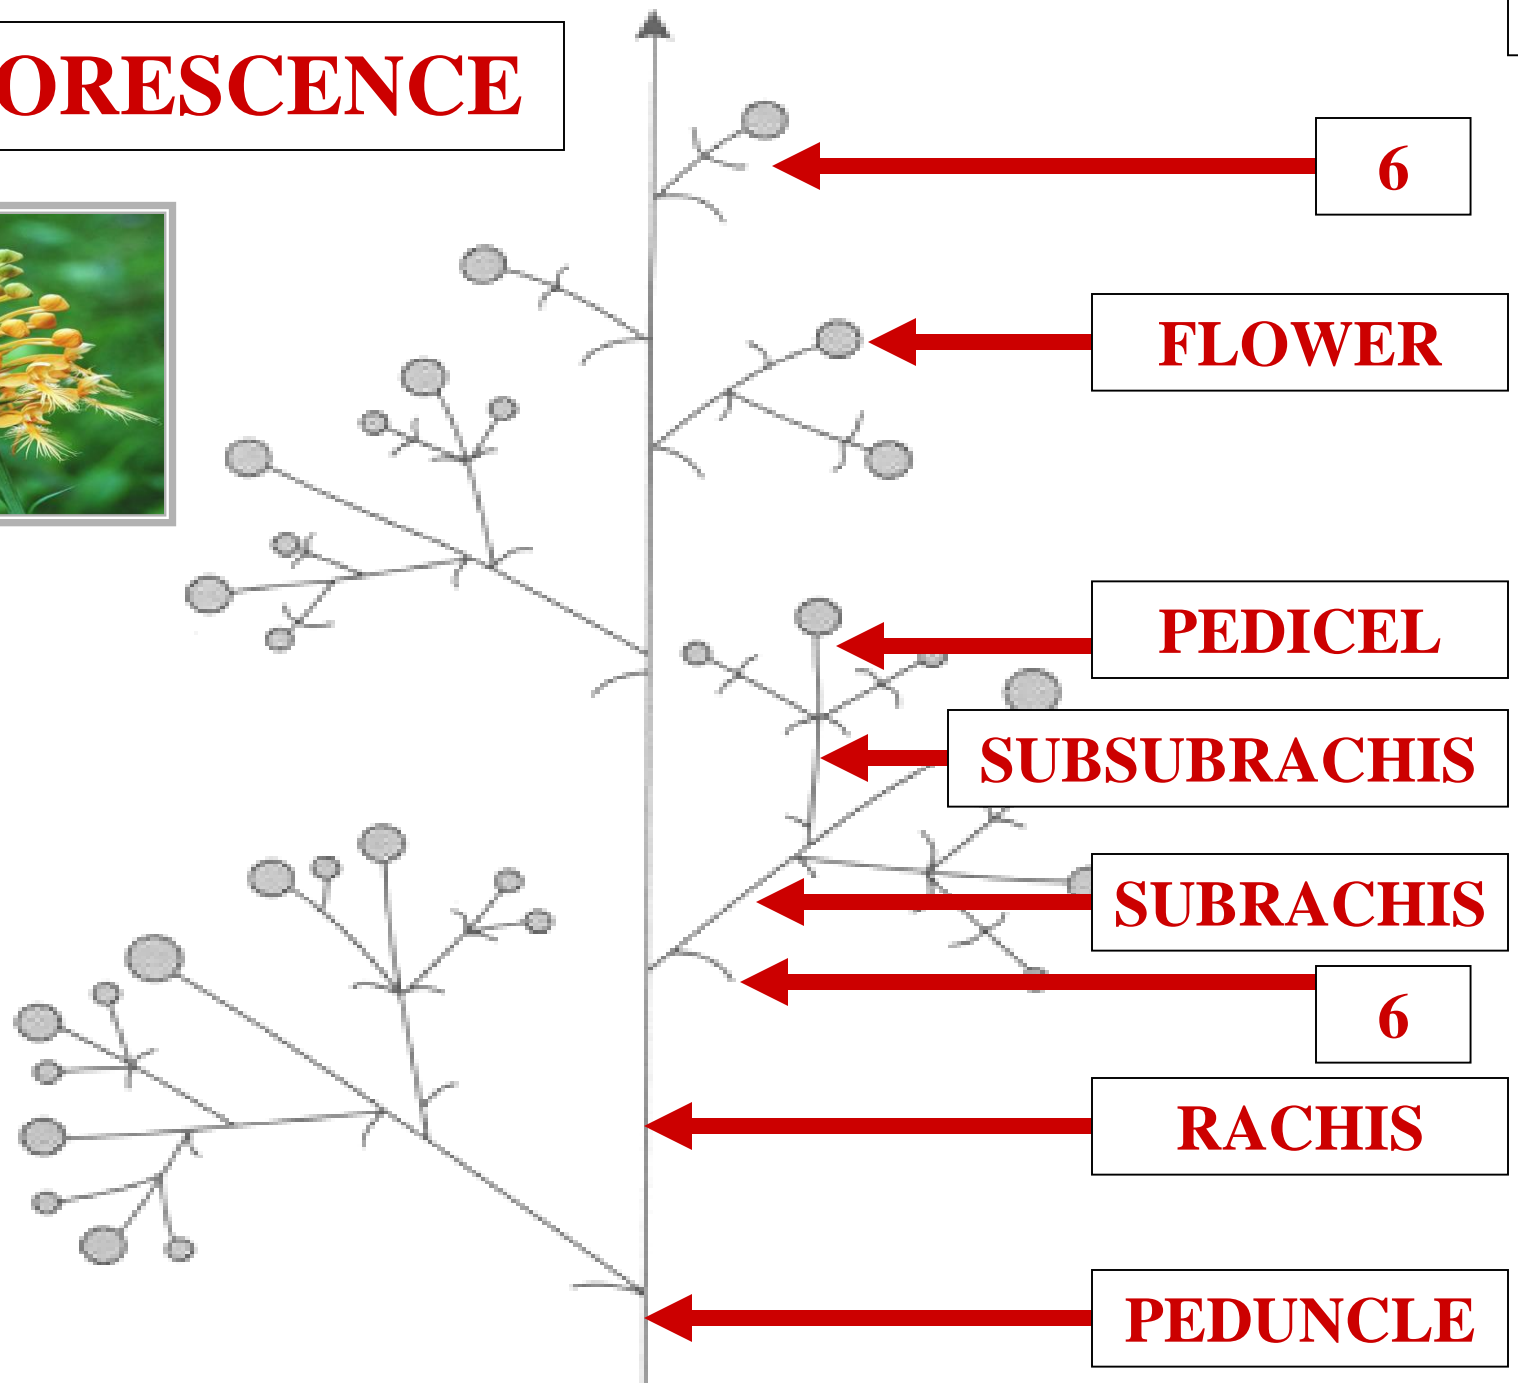 ORESCENCE
6
FLOWER
PEDICEL
SUBSUBRACHIS
SUBRACHIS
6
RACHIS
PEDUNCLE